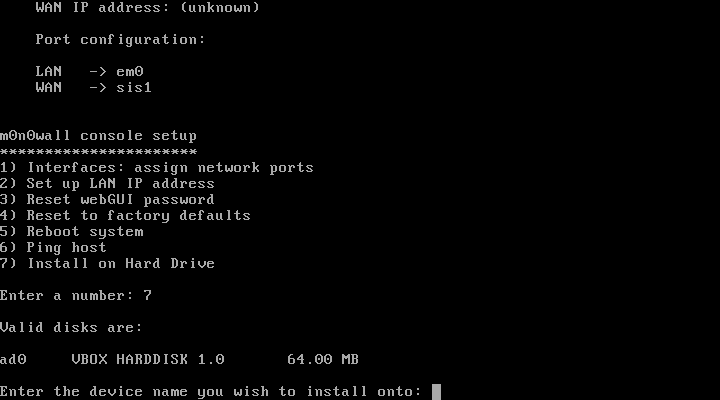 WAN IP address: (unknown)
Port configuration:
LAN   -> em0
WAN   -> sis1
m0n0wall console setup
**********************
1) Interfaces: assign network ports
2) Set up LAN IP address
3) Reset webGUI password
4) Reset to factory defaults
5) Reboot system
6) Ping host
7) Install on Hard Drive
Enter a number: 7
Valid disks are:
ad0     VBOX HARDDISK 1.0       64.00 MB
Enter the device name you wish to install onto: